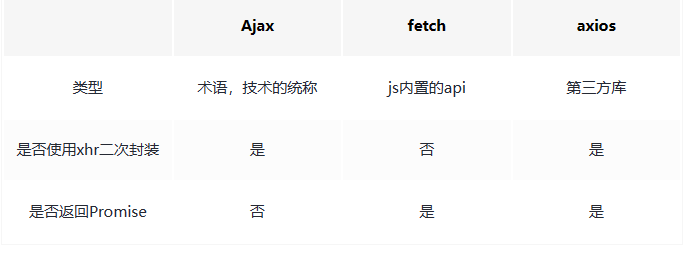 Ajax fetch axios
类型 术语，技术的统称 js内置的api 第三方库
是否使用xhr二次封装 是 否 是
是否返回Promise 否 是 是